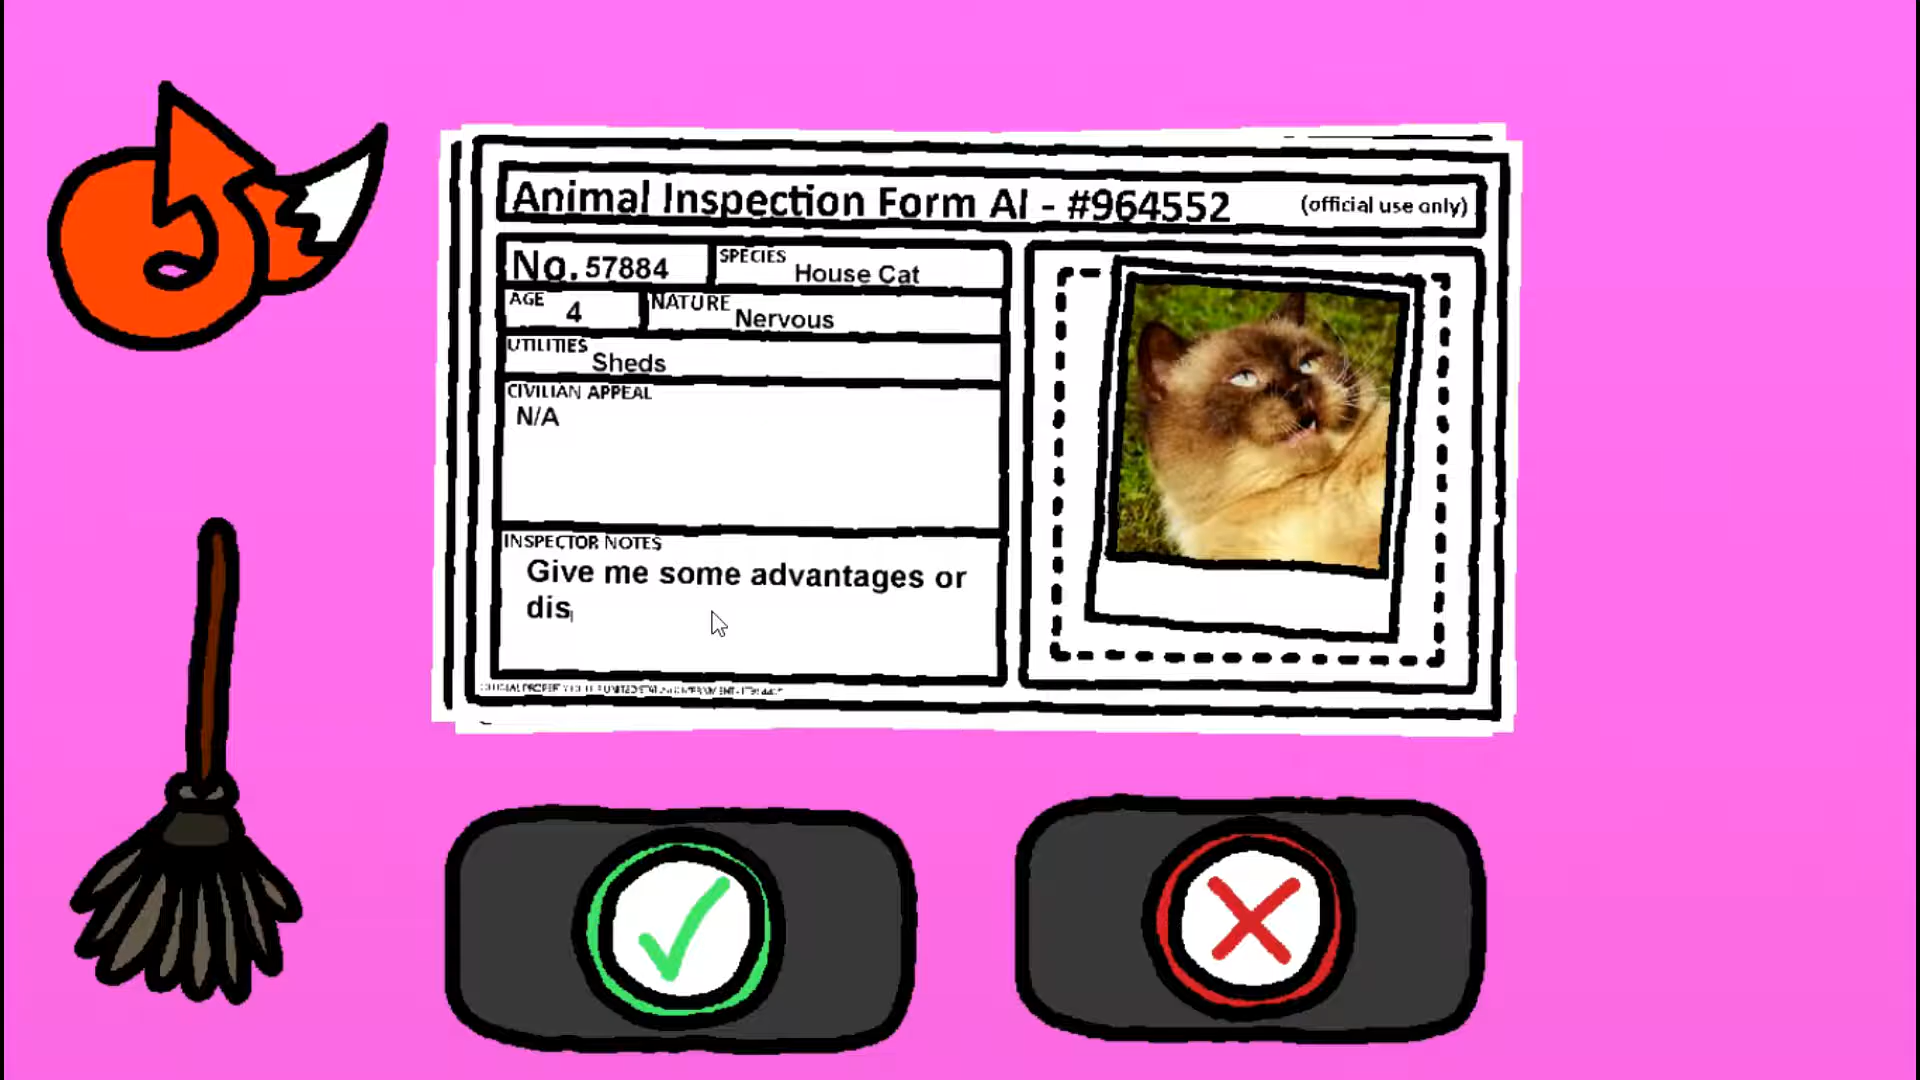 Animal Inspection Form AI - #964552 (official use only)
No. 57884 SPECIES House Cat
AGE 4 NATURE Nervous
UTILITIES Sheds
CIVILIAN APPEAL
N/A
INSPECTOR NOTES
Give me some advantages or
dis